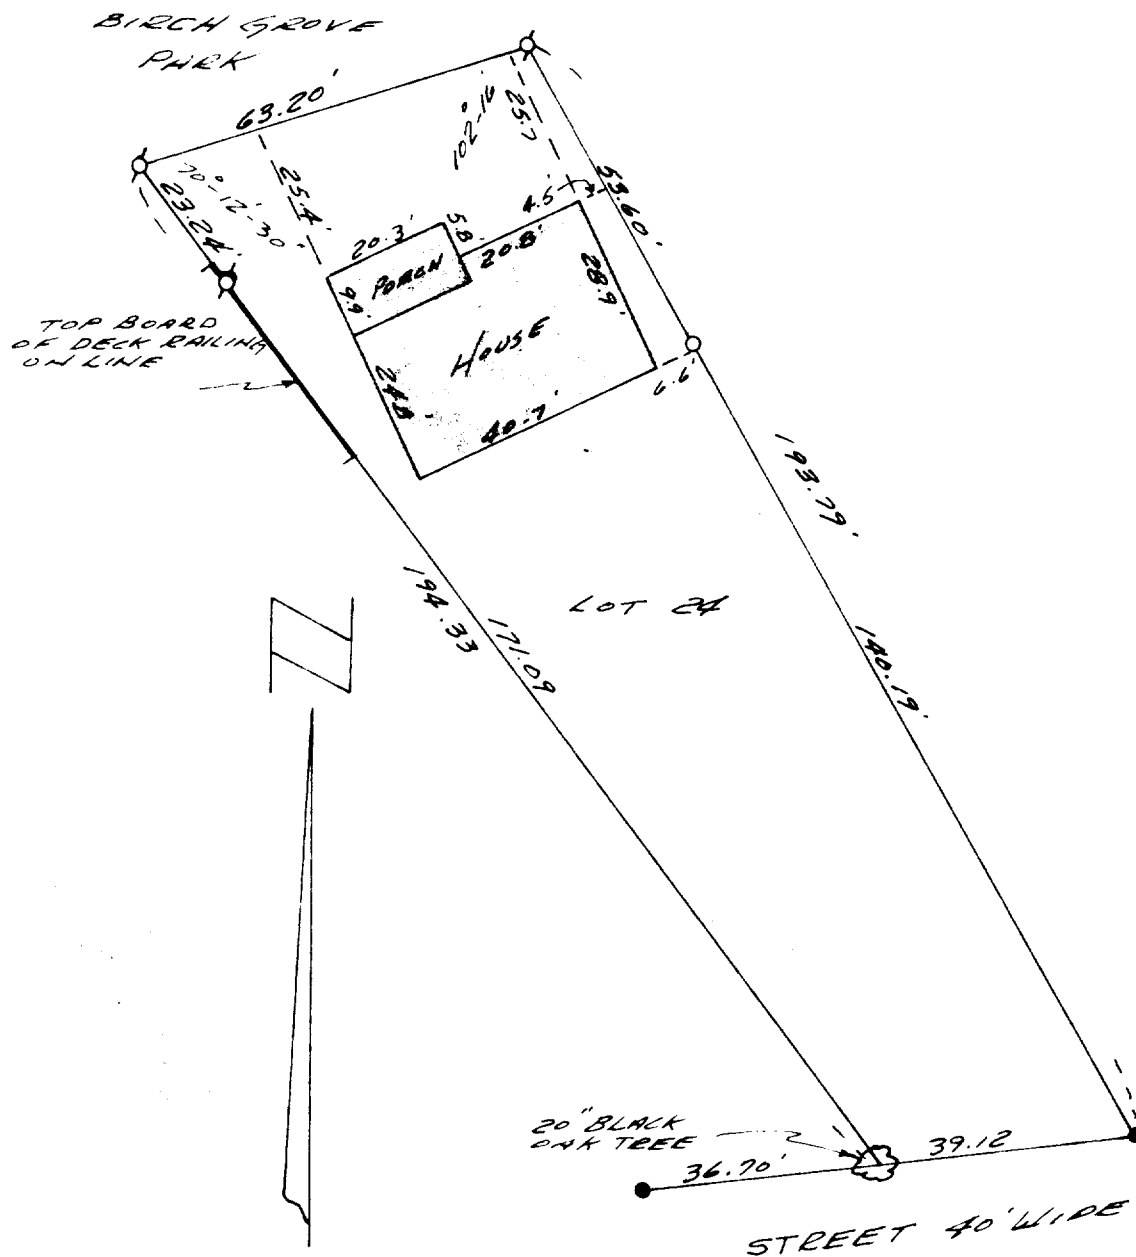 BIRCH GROVE
PARK
63.20'
102°-16'
25.7
53.60'
70°-12'-30"
23.24'
25.4'
4.5'
20.3'
5.8'
20.8'
PORCH
9.9'
28.9'
HOUSE
24.8'
40.7'
6.6'
TOP BOARD
OF DECK RAILING
ON LINE
193.79'
194.33
171.09
LOT 24
140.19'
N
20" BLACK
OAK TREE
36.70'
39.12
STREET 40' WIDE